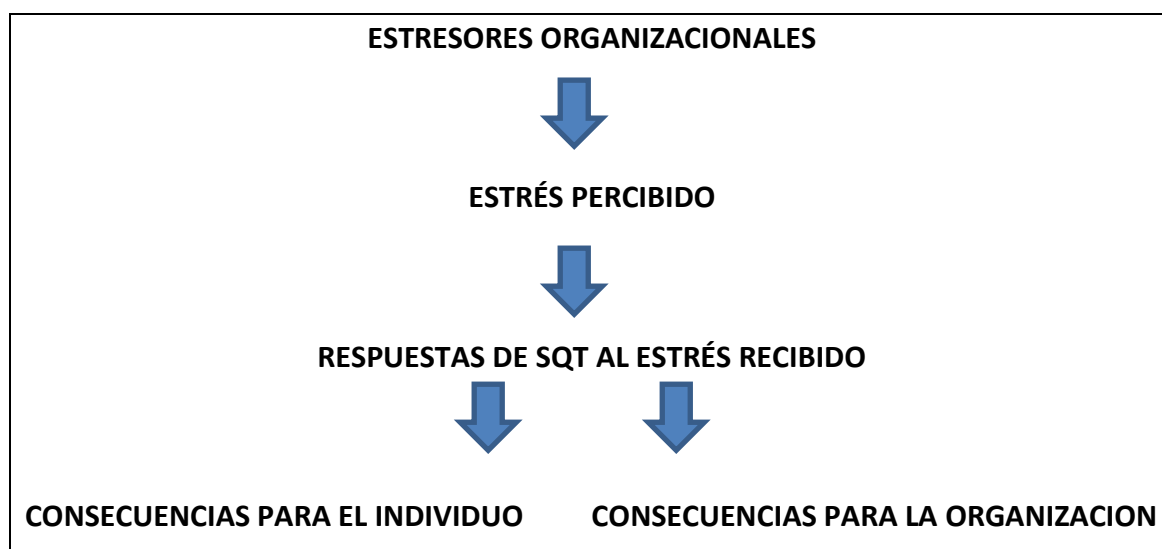 ESTRESORES ORGANIZACIONALES
ESTRÉS PERCIBIDO
RESPUESTAS DE SQT AL ESTRÉS RECIBIDO
CONSECUENCIAS PARA EL INDIVIDUO CONSECUENCIAS PARA LA ORGANIZACION